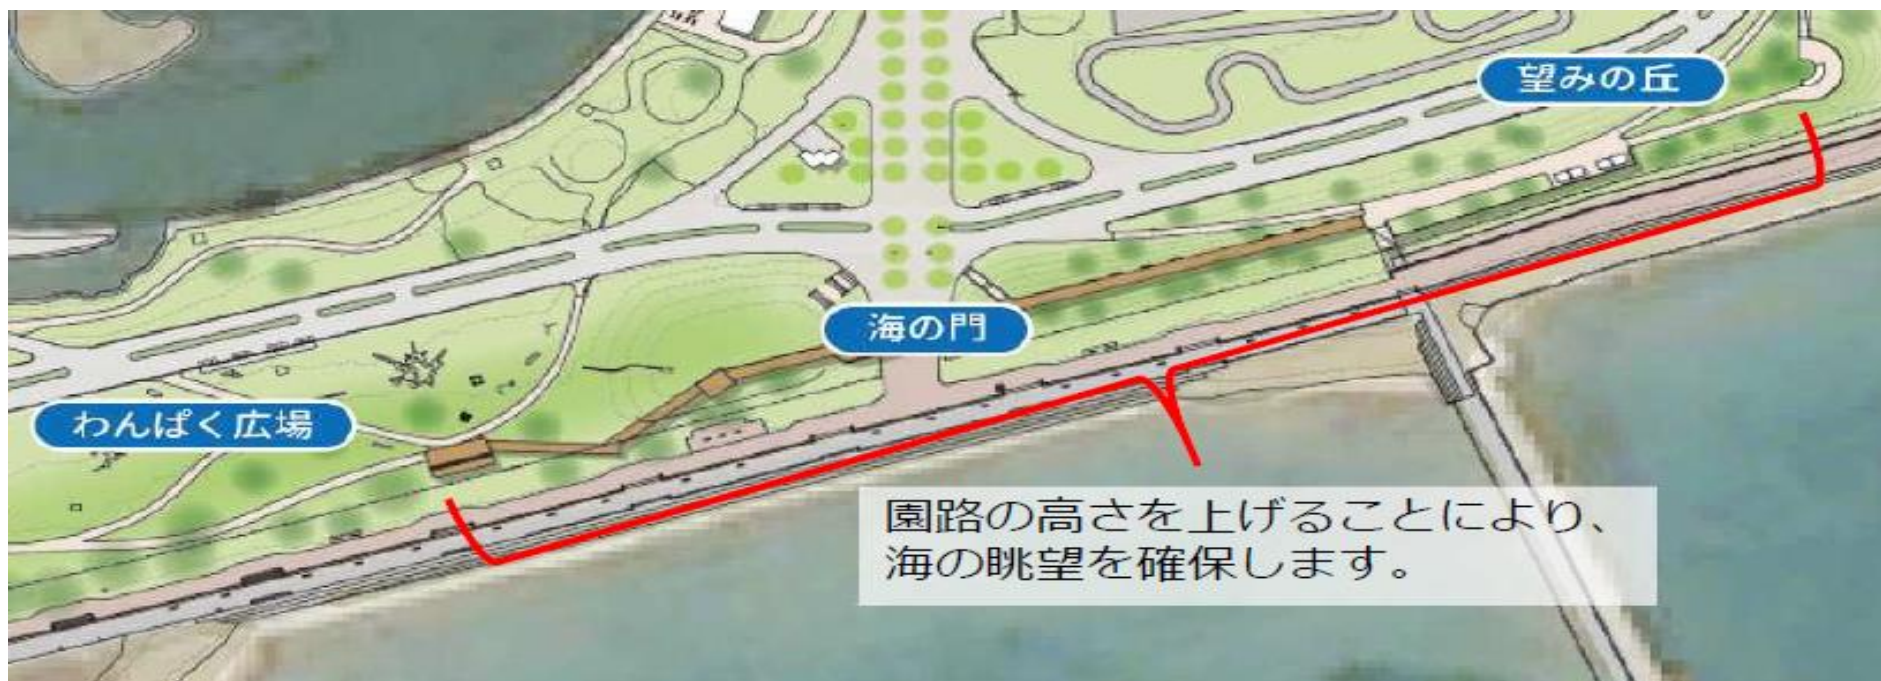 望みの丘
海の門
わんぱく広場
園路の高さを上げることにより、
海の眺望を確保します。